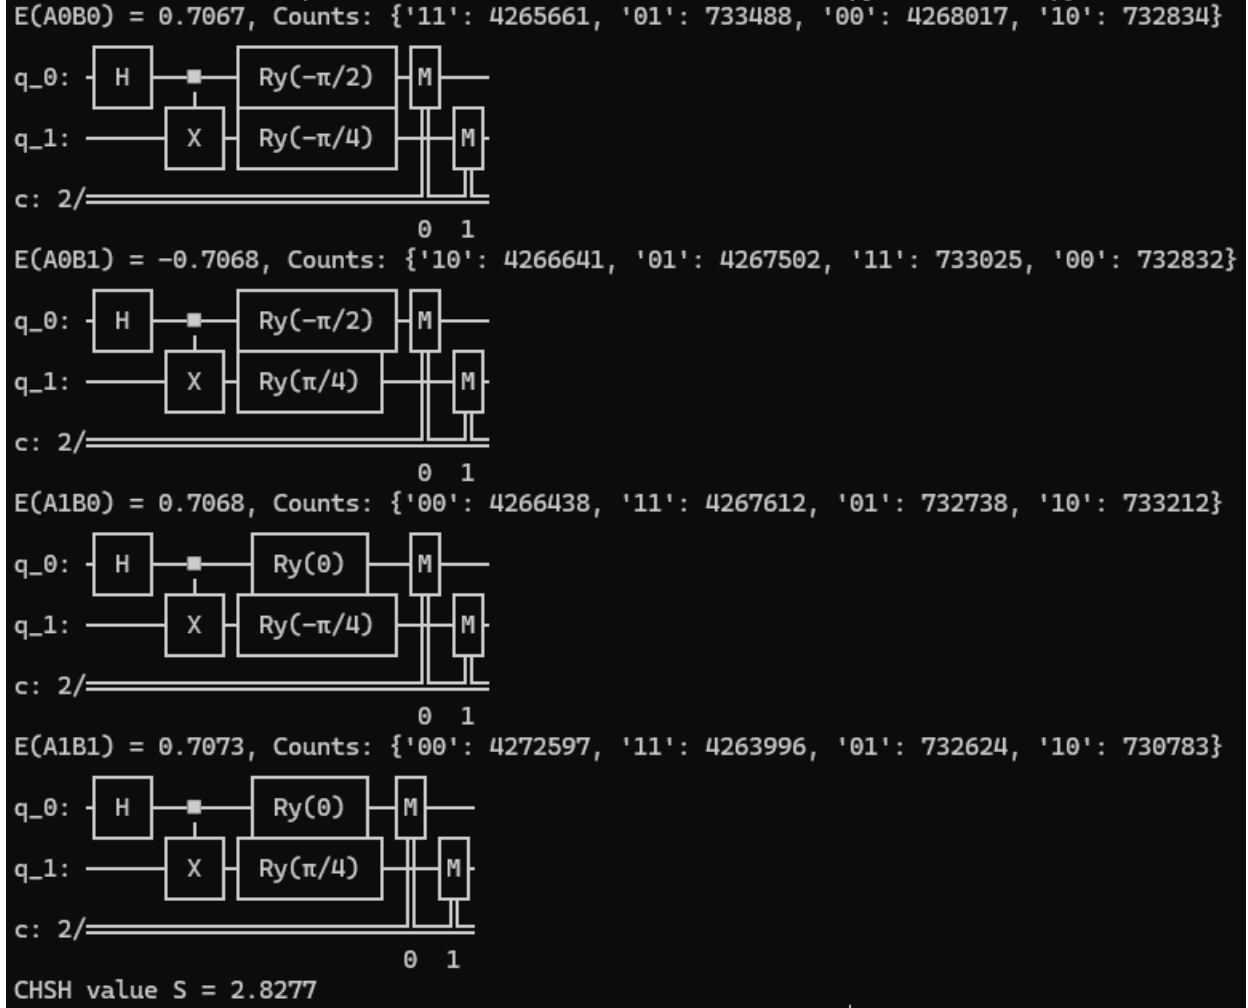 E(A0B0) = 0.7067, Counts: {'11': 4265661, '01': 733488, '00': 4268017, '10': 732834}
q_0: H Ry(-π/2) M
q_1: X Ry(-π/4) M
c: 2/
0 1
E(A0B1) = -0.7068, Counts: {'10': 4266641, '01': 4267502, '11': 733025, '00': 732832}
q_0: H Ry(-π/2) M
q_1: X Ry(π/4) M
c: 2/
0 1
E(A1B0) = 0.7068, Counts: {'00': 4266438, '11': 4267612, '01': 732738, '10': 733212}
q_0: H Ry(0) M
q_1: X Ry(-π/4) M
c: 2/
0 1
E(A1B1) = 0.7073, Counts: {'00': 4272597, '11': 4263996, '01': 732624, '10': 730783}
q_0: H Ry(0) M
q_1: X Ry(π/4) M
c: 2/
0 1
CHSH value S = 2.8277